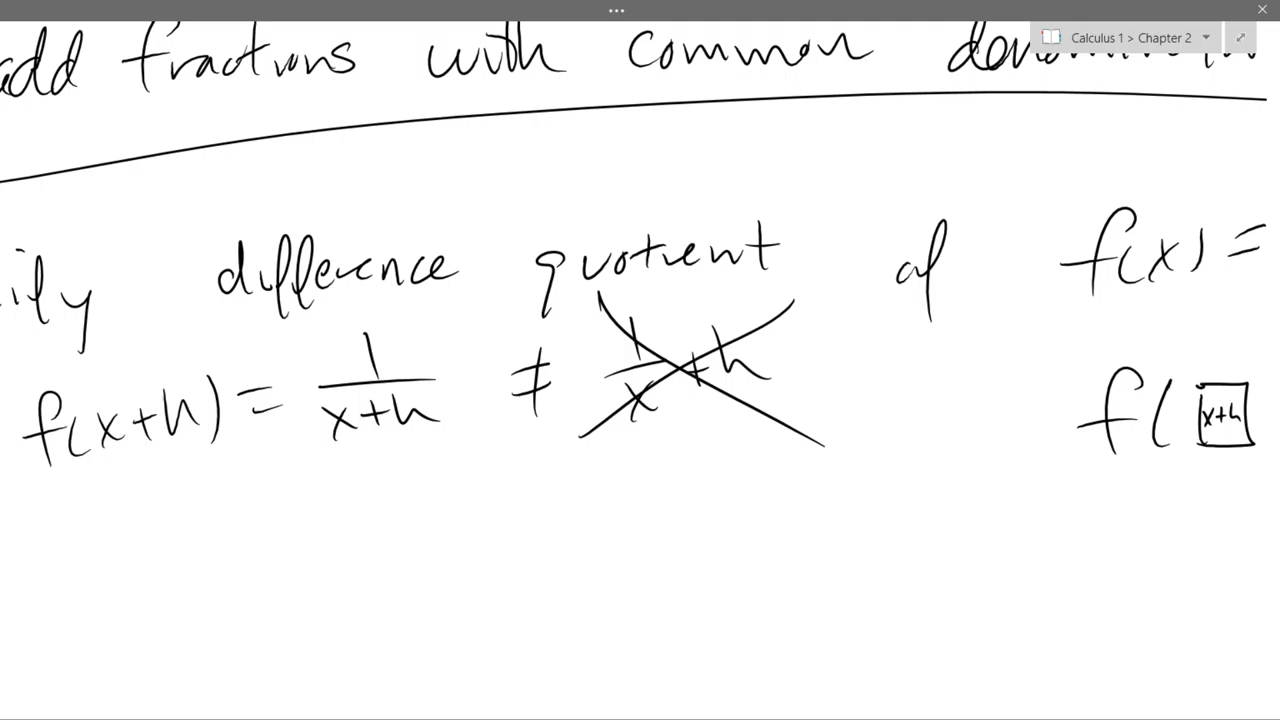 Calculus 1 > Chapter 2
add fractions with common
difference quotient of f(x) =
f(x+h) = 1/(x+h) ≠ 1/x + h
f( x+h